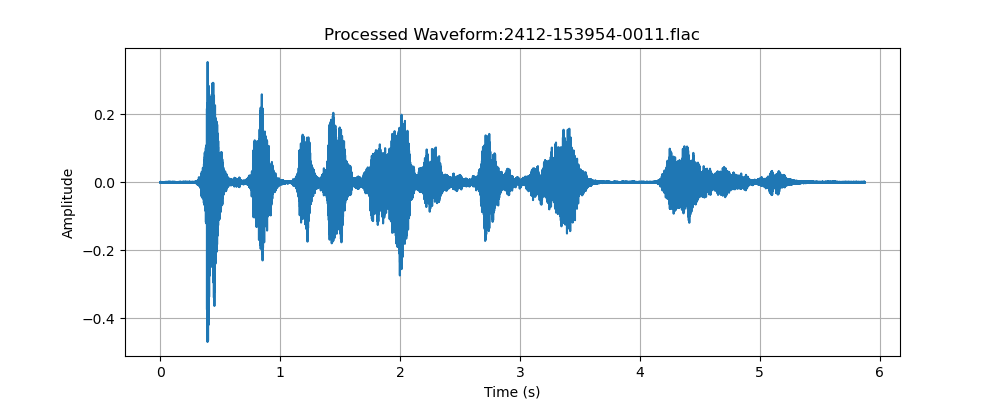 Processed Waveform:2412-153954-0011.flac
0.2
0.0
−0.2
−0.4
Amplitude
0 1 2 3 4 5 6
Time (s)